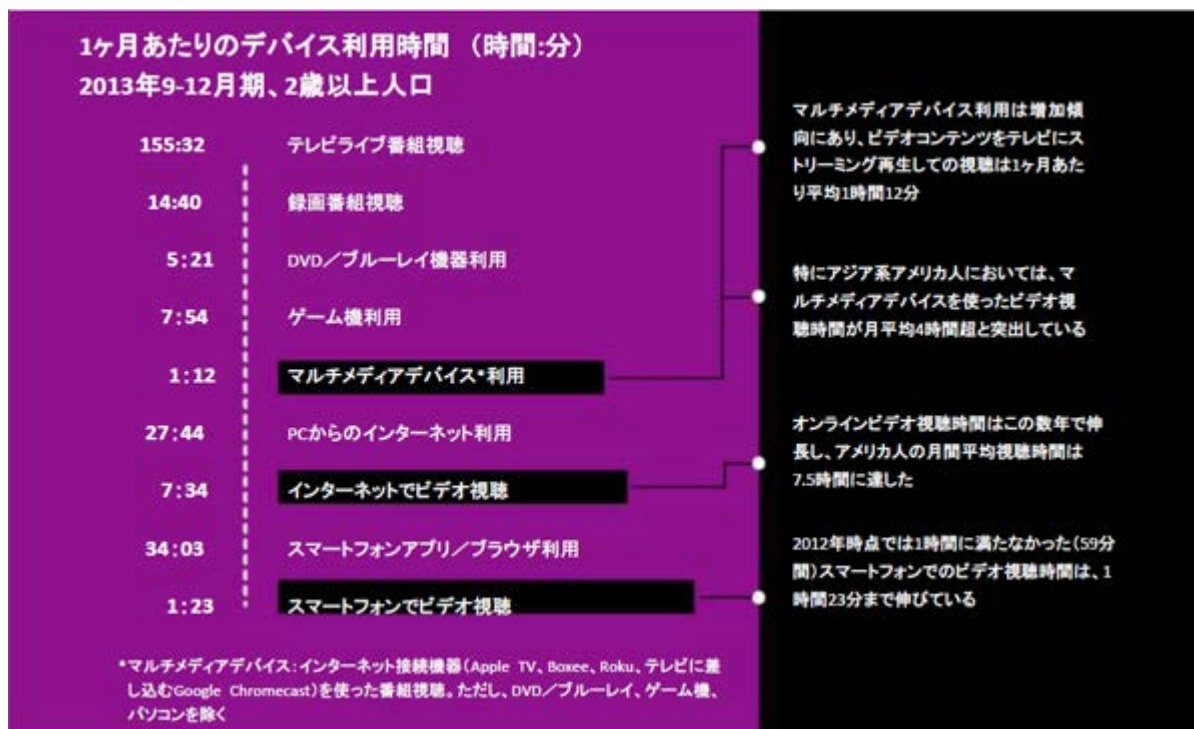 1ヶ月あたりのデバイス利用時間 （時間:分）
2013年9-12月期、2歳以上人口
155:32 テレビライブ番組視聴
14:40 録画番組視聴
5:21 DVD／ブルーレイ機器利用
7:54 ゲーム機利用
1:12 マルチメディアデバイス*利用
27:44 PCからのインターネット利用
7:34 インターネットでビデオ視聴
34:03 スマートフォンアプリ／ブラウザ利用
1:23 スマートフォンでビデオ視聴
*マルチメディアデバイス：インターネット接続機器（Apple TV、Boxee、Roku、テレビに差
し込むGoogle Chromecast）を使った番組視聴。ただし、DVD／ブルーレイ、ゲーム機、
パソコンを除く
マルチメディアデバイス利用は増加傾
向にあり、ビデオコンテンツをテレビにス
トリーミング再生しての視聴は1ヶ月あた
り平均1時間12分
特にアジア系アメリカ人においては、マ
ルチメディアデバイスを使ったビデオ視
聴時間が月平均4時間超と突出している
オンラインビデオ視聴時間はこの数年で伸
長し、アメリカ人の月間平均視聴時間は
7.5時間に達した
2012年時点では1時間に満たなかった（59分
間）スマートフォンでのビデオ視聴時間は、1
時間23分まで伸びている